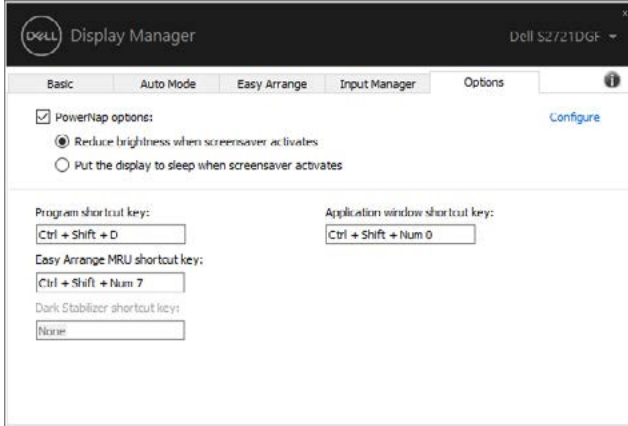 DELL Display Manager Dell S2721DGF
Basic Auto Mode Easy Arrange Input Manager Options
PowerNap options: Configure
Reduce brightness when screensaver activates
Put the display to sleep when screensaver activates
Program shortcut key: Application window shortcut key:
Ctrl + Shift + D Ctrl + Shift + Num 0
Easy Arrange MRU shortcut key:
Ctrl + Shift + Num 7
Dark Stabilizer shortcut key:
None